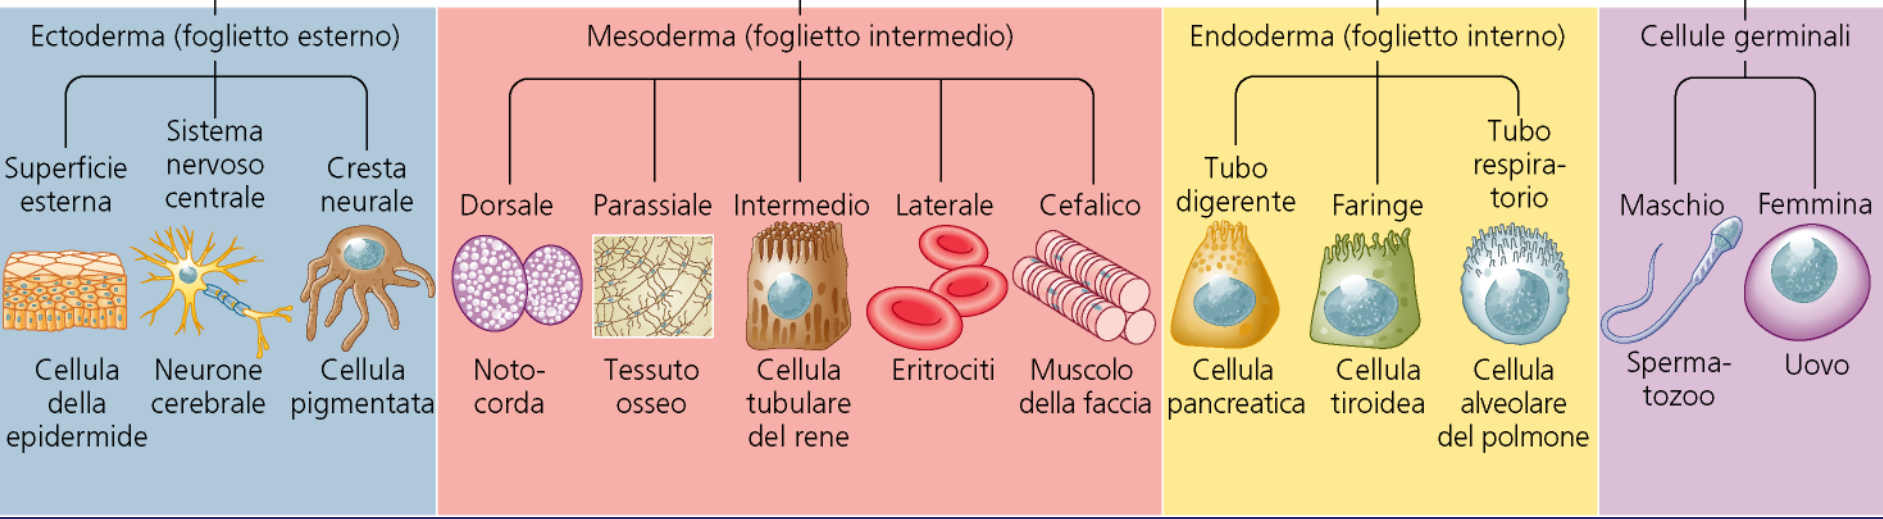 Ectoderma (foglietto esterno)
Superficie
esterna
Sistema
nervoso
centrale
Cresta
neurale
Cellula
della
epidermide
Neurone
cerebrale
Cellula
pigmentata
Mesoderma (foglietto intermedio)
Dorsale
Parassiale
Intermedio
Laterale
Cefalico
Noto-
corda
Tessuto
osseo
Cellula
tubulare
del rene
Eritrociti
Muscolo
della faccia
Endoderma (foglietto interno)
Tubo
digerente
Faringe
Tubo
respira-
torio
Cellula
pancreatica
Cellula
tiroidea
Cellula
alveolare
del polmone
Cellule germinali
Maschio
Femmina
Sperma-
tozoo
Uovo